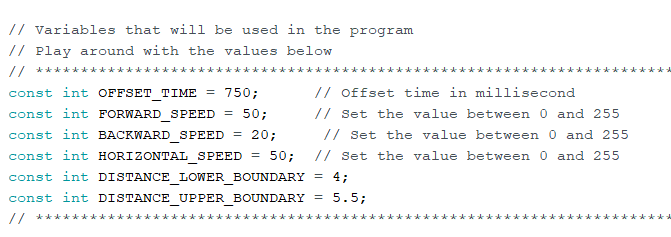 // Variables that will be used in the program
// Play around with the values below
// ***********************************************************************
const int OFFSET_TIME = 750;      // Offset time in millisecond
const int FORWARD_SPEED = 50;     // Set the value between 0 and 255
const int BACKWARD_SPEED = 20;     // Set the value between 0 and 255
const int HORIZONTAL_SPEED = 50;  // Set the value between 0 and 255
const int DISTANCE_LOWER_BOUNDARY = 4;
const int DISTANCE_UPPER_BOUNDARY = 5.5;
// ***********************************************************************